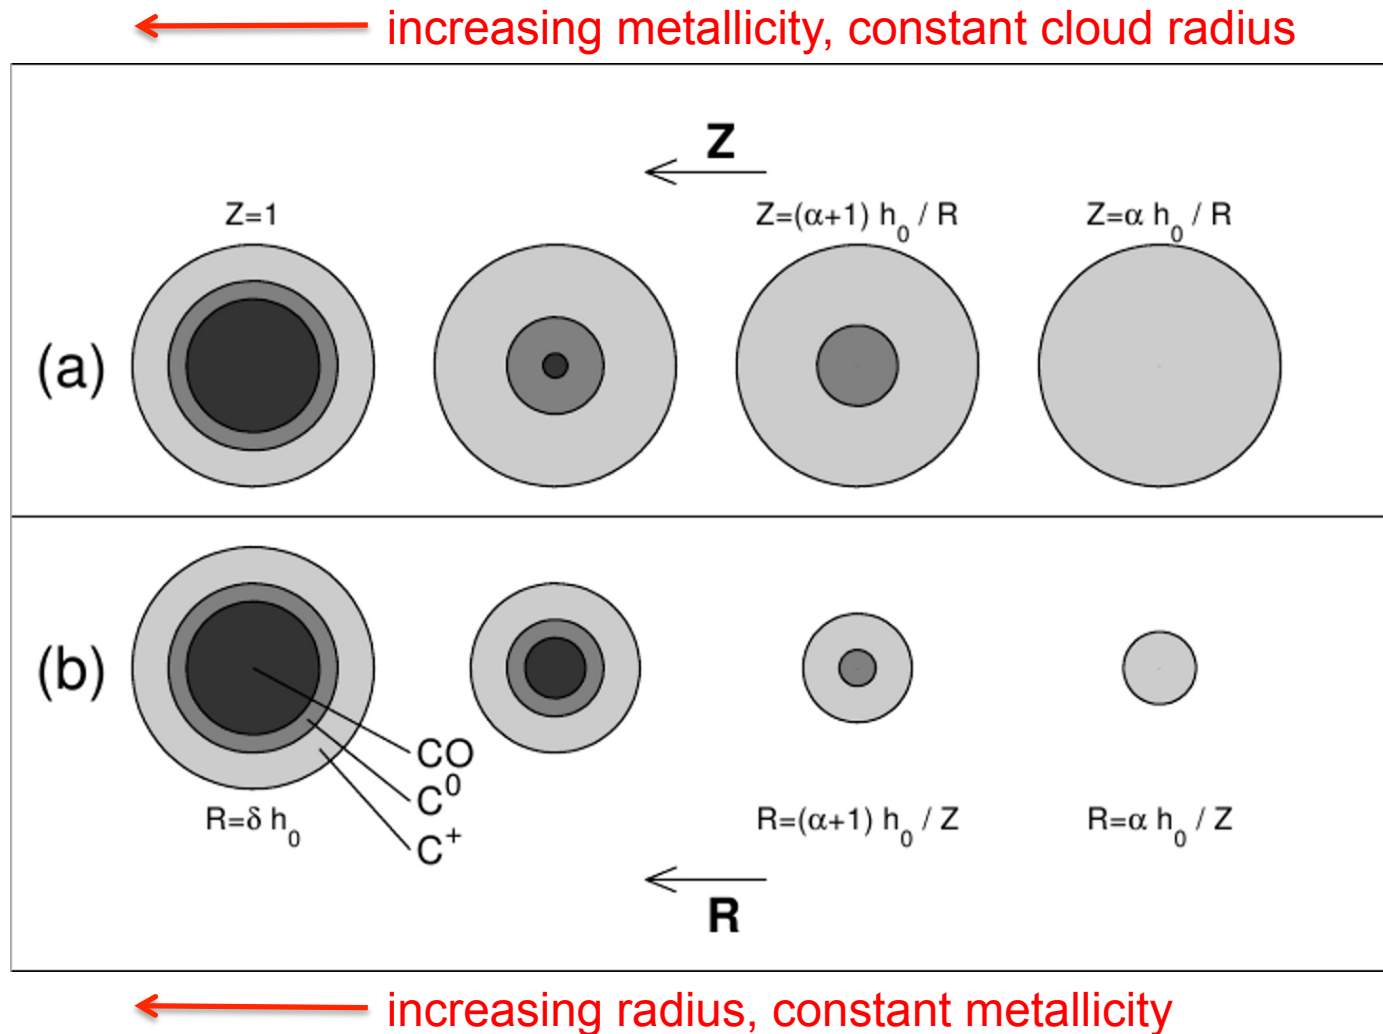 increasing metallicity, constant cloud radius
Z
Z=1
Z=(α+1) h₀ / R
Z=α h₀ / R
(a)
(b)
CO
C⁰
C⁺
R=δ h₀
R=(α+1) h₀ / Z
R=α h₀ / Z
R
increasing radius, constant metallicity